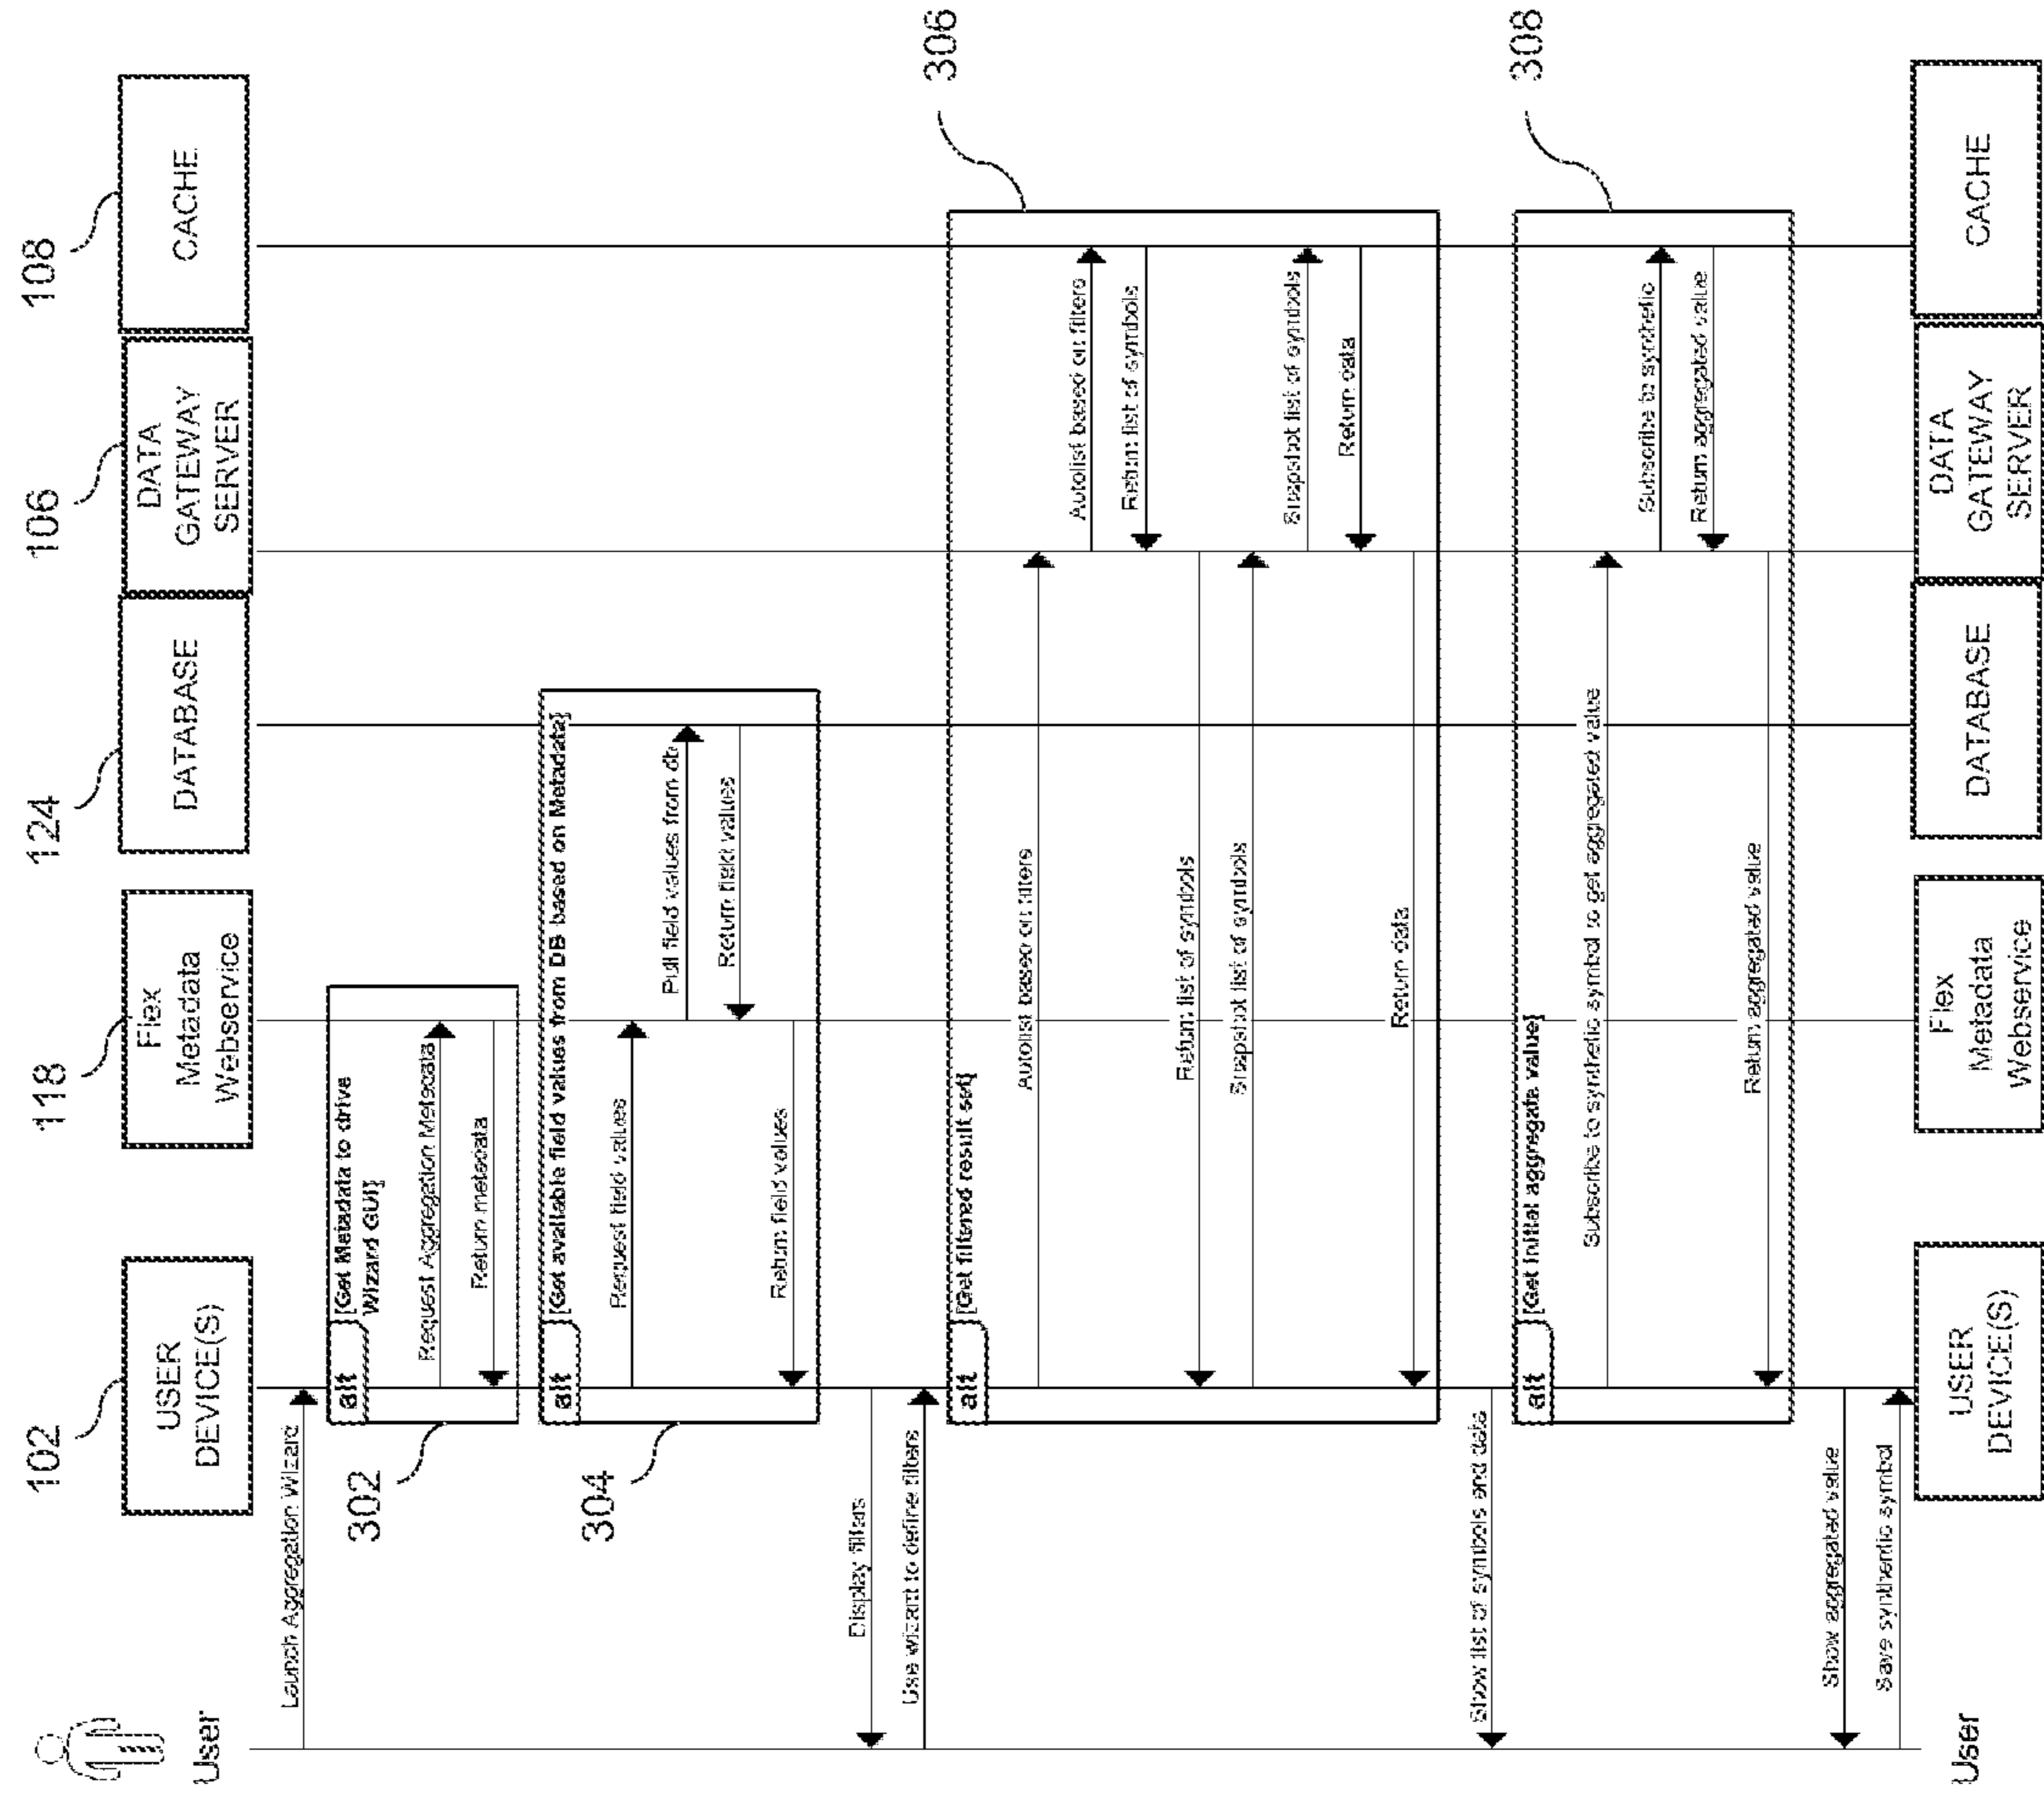 102
118
124
106
108
User
USER
DEVICE(S)
Flex
Metadata
Webservice
DATABASE
DATA
GATEWAY
SERVER
CACHE
Launch Aggregation Wizard
alt
[Get Metadata to drive
Wizard GUI]
302
Request Aggregation Metadata
Return metadata
alt
[Get available field values from DB based on Metadata]
304
Request field values
Pull field values from db
Return field values
Return field values
Display filters
Use wizard to define filters
alt
[Get filtered result set]
306
Autolist based on filters
Autolist based on filters
Return list of symbols
Return list of symbols
Snapshot list of symbols
Snapshot list of symbols
Return data
Return data
Show list of symbols and data
alt
[Get initial aggregate value]
308
Subscribe to synthetic symbol to get aggregated value
Subscribe to synthetic
Return aggregated value
Return aggregated value
Show aggregated value
Save synthentic symbol
User
USER
DEVICE(S)
Flex
Metadata
Webservice
DATABASE
DATA
GATEWAY
SERVER
CACHE